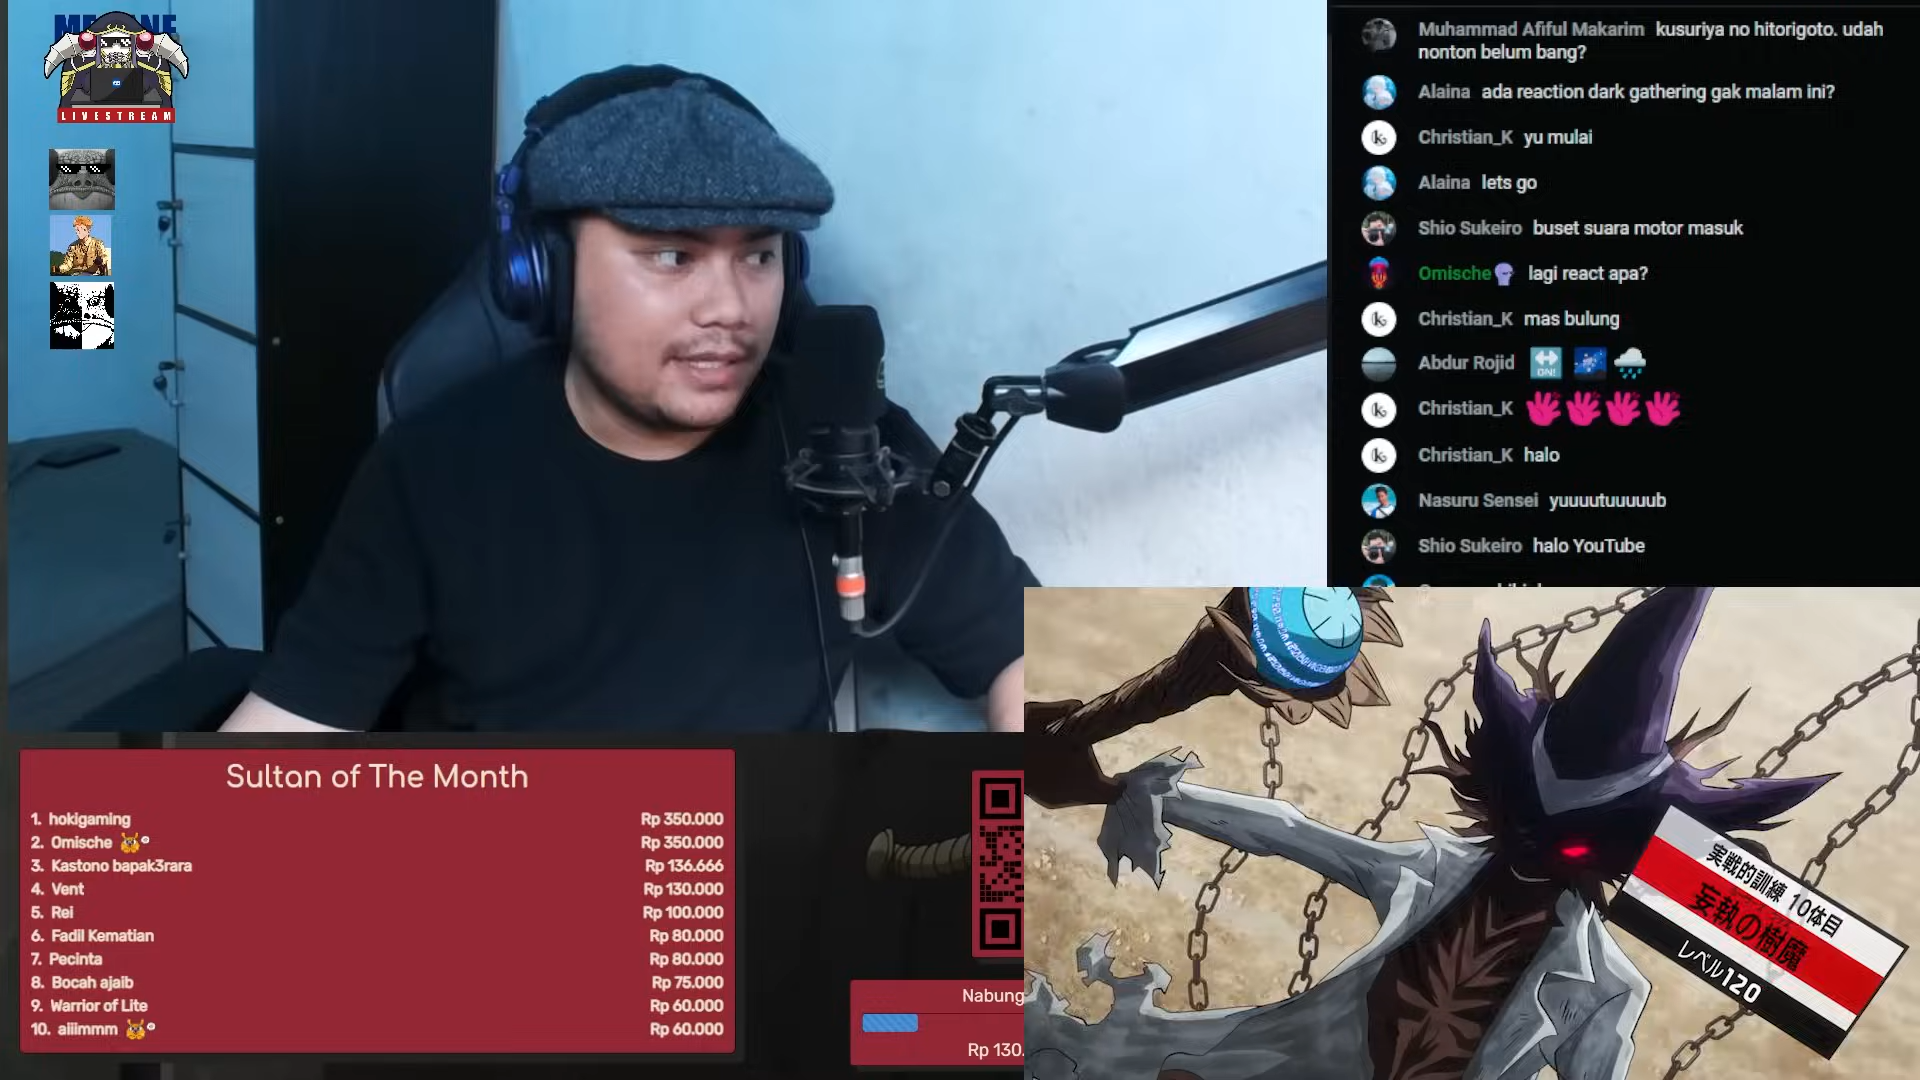 LIVESTREAM
Muhammad Afiful Makarim kusuriya no hitorigoto. udah
nonton belum bang?
Alaina ada reaction dark gathering gak malam ini?
Christian_K yu mulai
Alaina lets go
Shio Sukeiro buset suara motor masuk
Omische lagi react apa?
Christian_K mas bulung
Abdur Rojid ON!
Christian_K
Christian_K halo
Nasuru Sensei yuuuutuuuuub
Shio Sukeiro halo YouTube
Sultan of The Month
1. hokigaming Rp 350.000
2. Omische Rp 350.000
3. Kastono bapak3rara Rp 136.666
4. Vent Rp 130.000
5. Rei Rp 100.000
6. Fadil Kematian Rp 80.000
7. Pecinta Rp 80.000
8. Bocah ajaib Rp 75.000
9. Warrior of Lite Rp 60.000
10. aiiimmm Rp 60.000
Nabung
Rp 130.
実戦的訓練 10体目
妄執の樹魔
レベル120